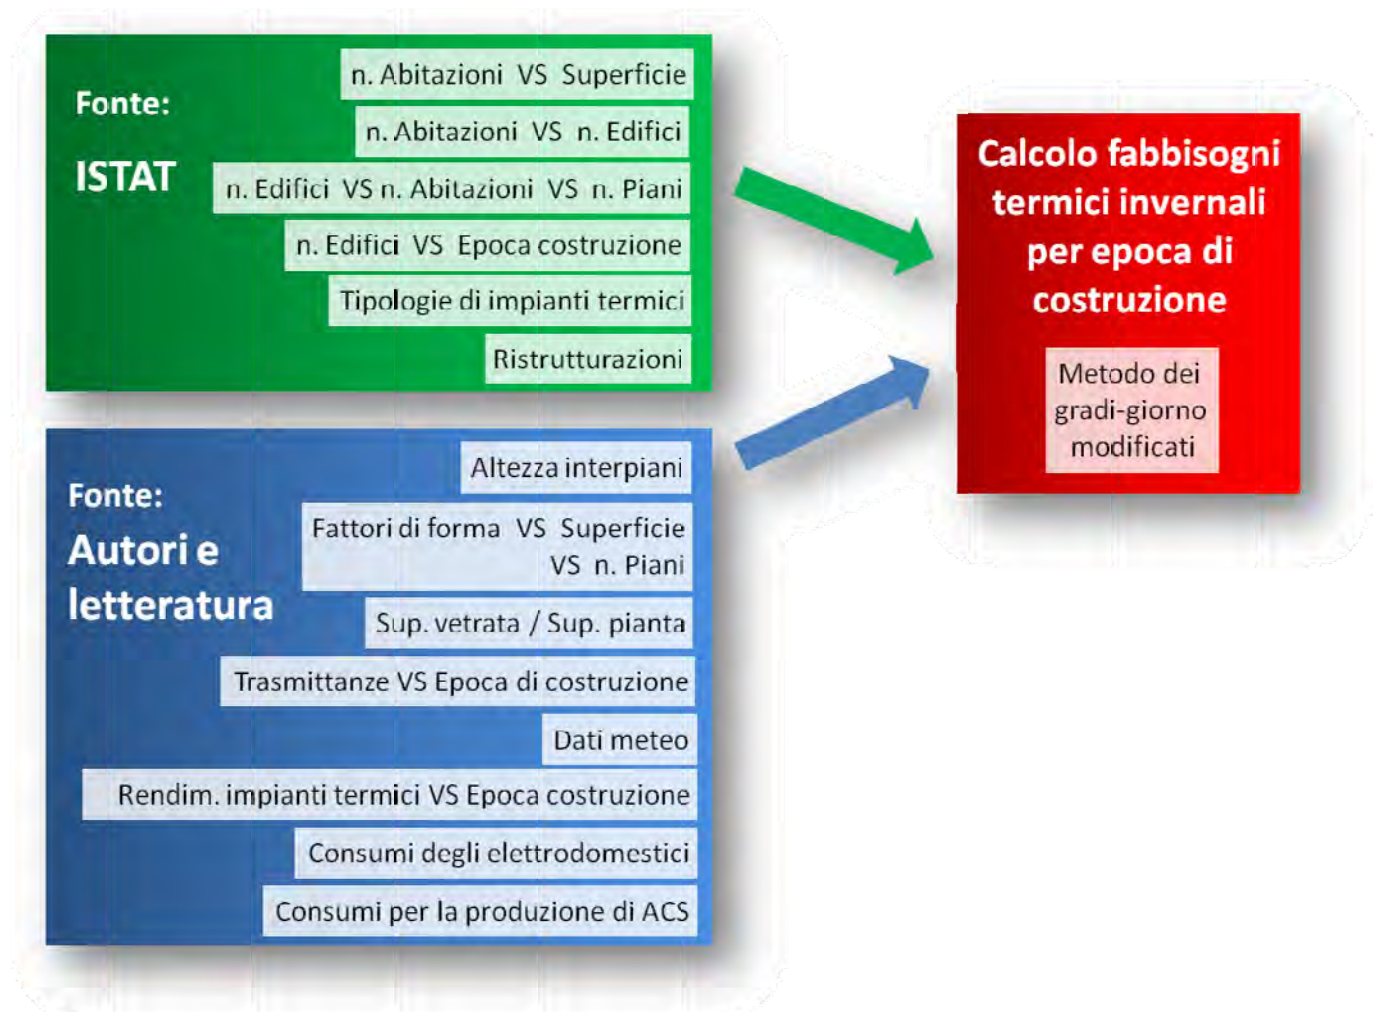 Fonte:
ISTAT
n. Abitazioni VS Superficie
n. Abitazioni VS n. Edifici
n. Edifici VS n. Abitazioni VS n. Piani
n. Edifici VS Epoca costruzione
Tipologie di impianti termici
Ristrutturazioni
Fonte:
Autori e
letteratura
Altezza interpiani
Fattori di forma VS Superficie
VS n. Piani
Sup. vetrata / Sup. pianta
Trasmittanze VS Epoca di costruzione
Dati meteo
Rendim. impianti termici VS Epoca costruzione
Consumi degli elettrodomestici
Consumi per la produzione di ACS
Calcolo fabbisogni
termici invernali
per epoca di
costruzione
Metodo dei
gradi-giorno
modificati